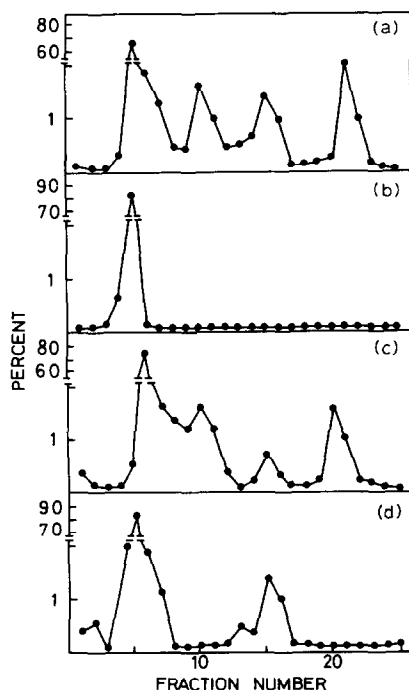 (a)
80
60
1
(b)
90
70
1
PERCENT
(c)
80
60
1
(d)
90
70
1
10
20
FRACTION NUMBER